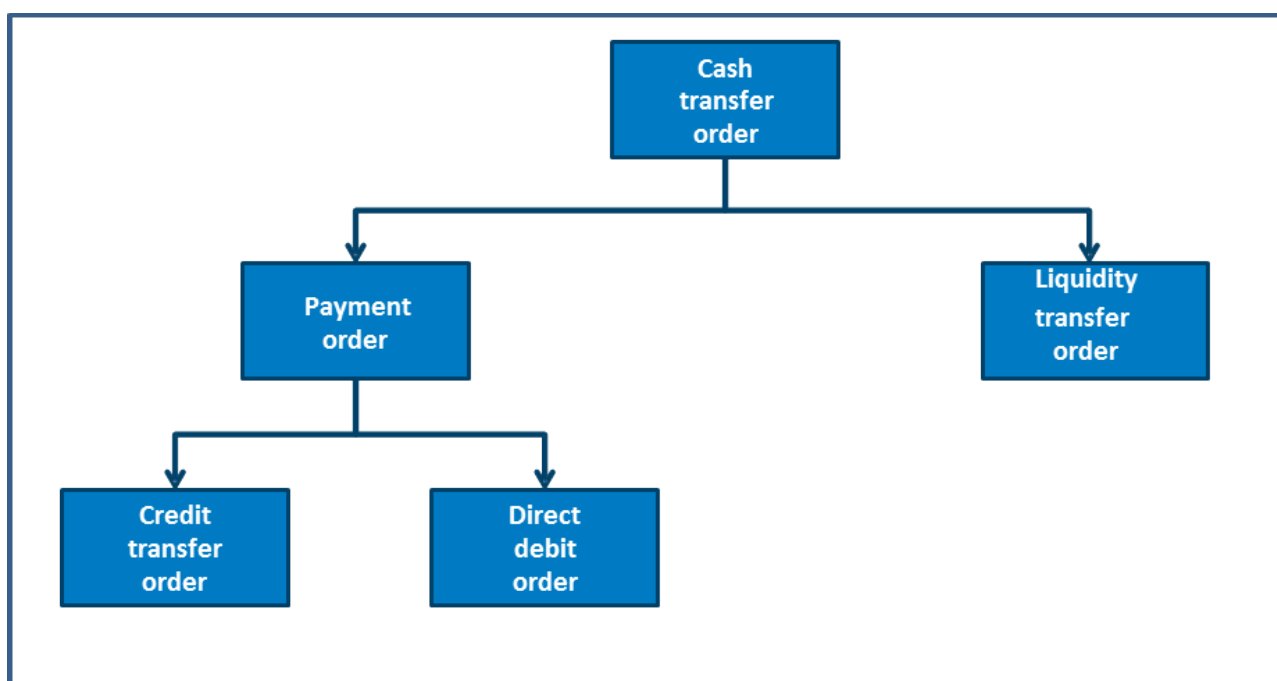 Cash
transfer
order
Payment
order
Liquidity
transfer
order
Credit
transfer
order
Direct
debit
order